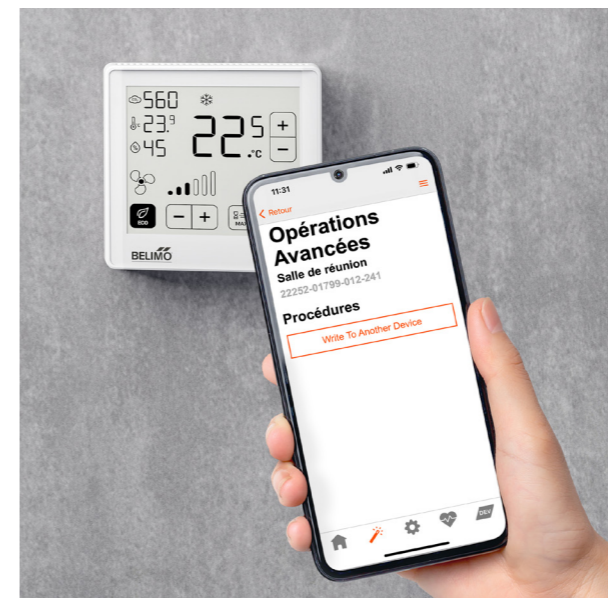 560
23.9
22.5
°C
45
ECO
MAX
BELIMO
11:31
Retour
Opérations
Avancées
Salle de réunion
22252-01799-012-241
Procédures
Write To Another Device
DEV